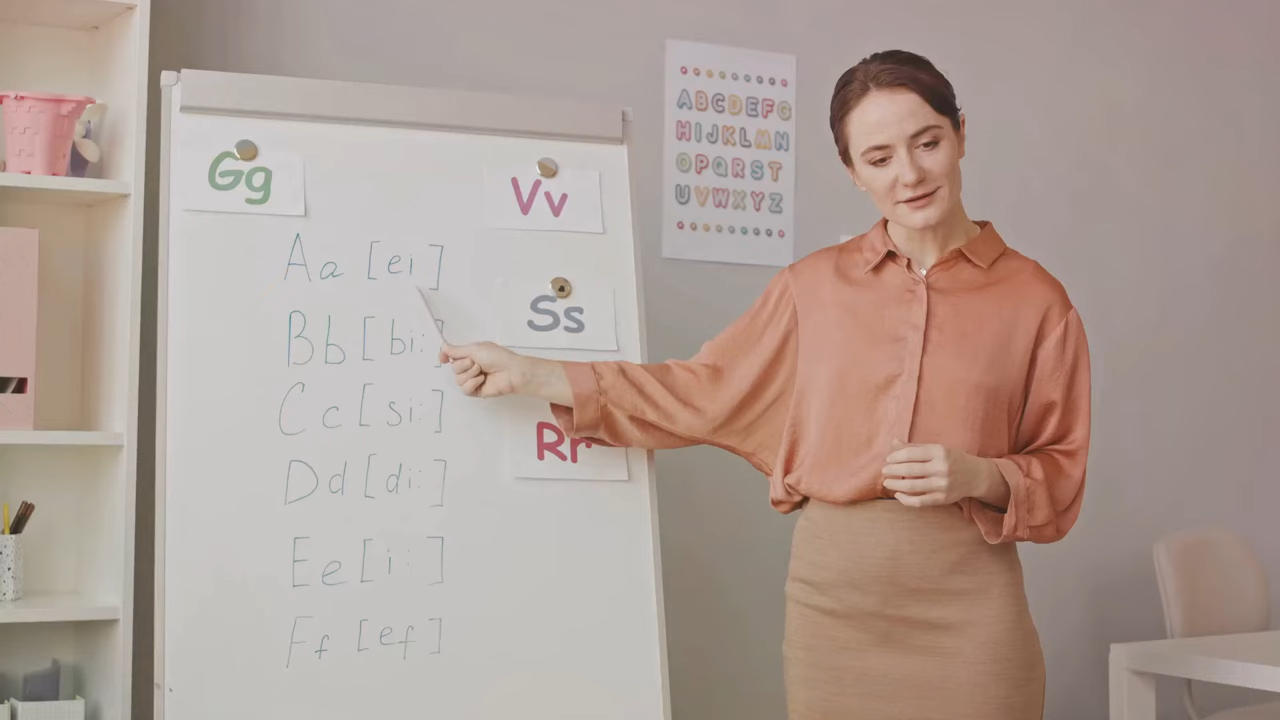 Gg
Vv
Aa [ei]
Ss
Bb [bi:]
Cc [si:]
Rr
Dd [di:]
Ee [i:]
Ff [ef]
ABCDEFG
HIJKLMN
OPQRST
UVWXYZ